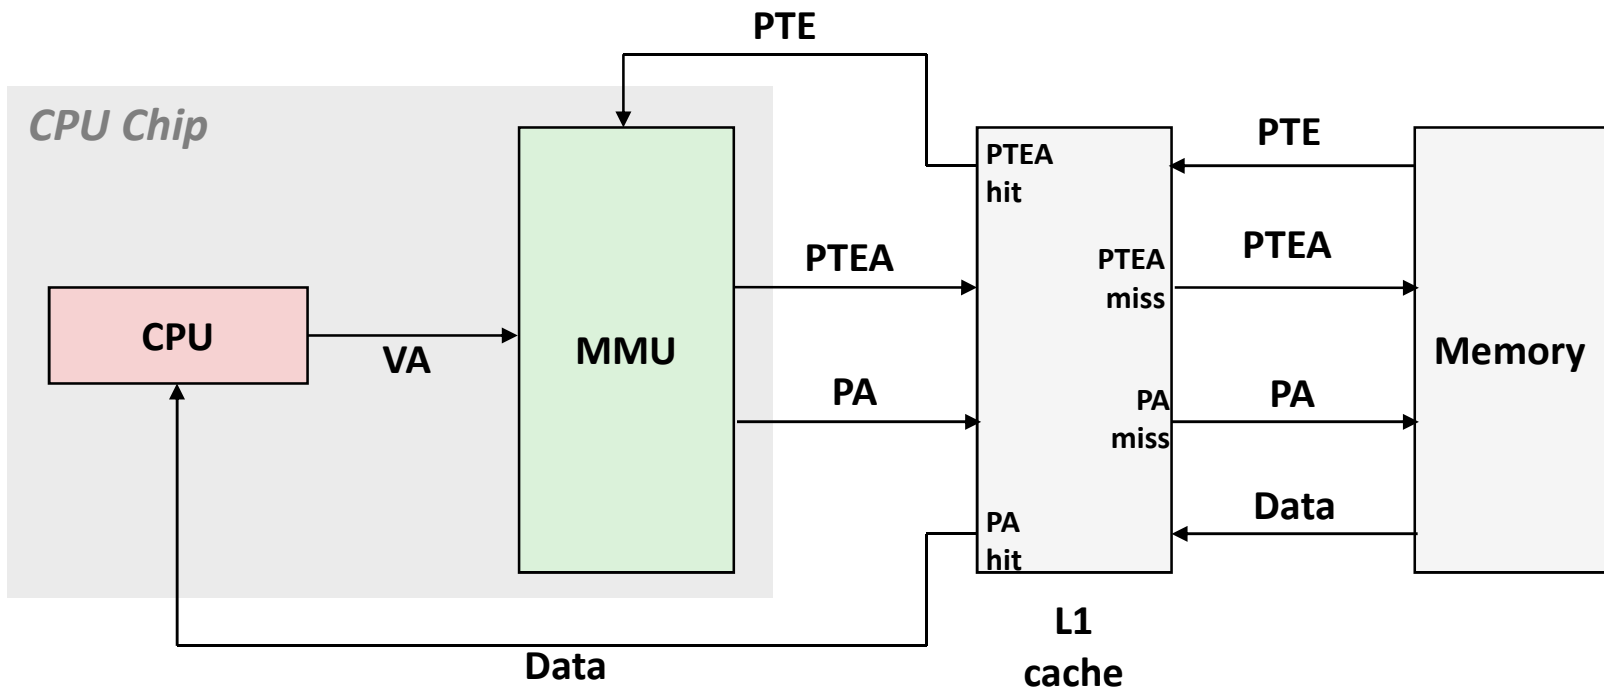 PTE
CPU Chip
PTEA
hit
PTE
PTEA
PTEA
miss
PTEA
CPU
VA
MMU
Memory
PA
PA
miss
PA
PA
hit
Data
L1
cache
Data